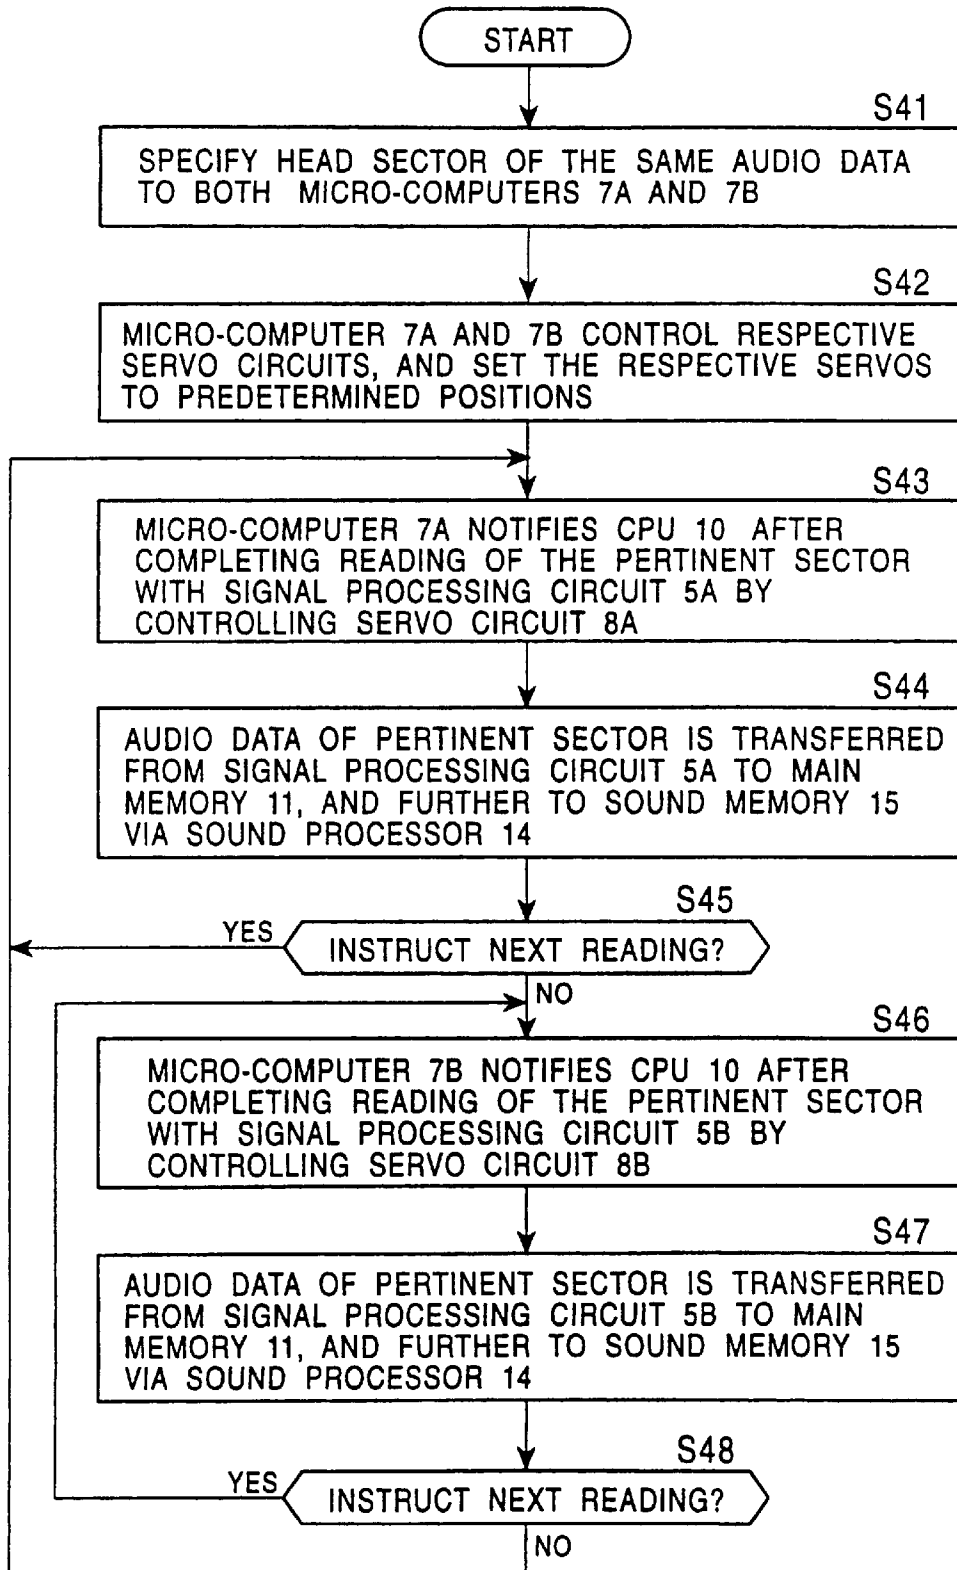 START
S41
SPECIFY HEAD SECTOR OF THE SAME AUDIO DATA
TO BOTH MICRO-COMPUTERS 7A AND 7B
S42
MICRO-COMPUTER 7A AND 7B CONTROL RESPECTIVE
SERVO CIRCUITS, AND SET THE RESPECTIVE SERVOS
TO PREDETERMINED POSITIONS
S43
MICRO-COMPUTER 7A NOTIFIES CPU 10 AFTER
COMPLETING READING OF THE PERTINENT SECTOR
WITH SIGNAL PROCESSING CIRCUIT 5A BY
CONTROLLING SERVO CIRCUIT 8A
S44
AUDIO DATA OF PERTINENT SECTOR IS TRANSFERRED
FROM SIGNAL PROCESSING CIRCUIT 5A TO MAIN
MEMORY 11, AND FURTHER TO SOUND MEMORY 15
VIA SOUND PROCESSOR 14
S45
YES
INSTRUCT NEXT READING?
NO
S46
MICRO-COMPUTER 7B NOTIFIES CPU 10 AFTER
COMPLETING READING OF THE PERTINENT SECTOR
WITH SIGNAL PROCESSING CIRCUIT 5B BY
CONTROLLING SERVO CIRCUIT 8B
S47
AUDIO DATA OF PERTINENT SECTOR IS TRANSFERRED
FROM SIGNAL PROCESSING CIRCUIT 5B TO MAIN
MEMORY 11, AND FURTHER TO SOUND MEMORY 15
VIA SOUND PROCESSOR 14
S48
YES
INSTRUCT NEXT READING?
NO